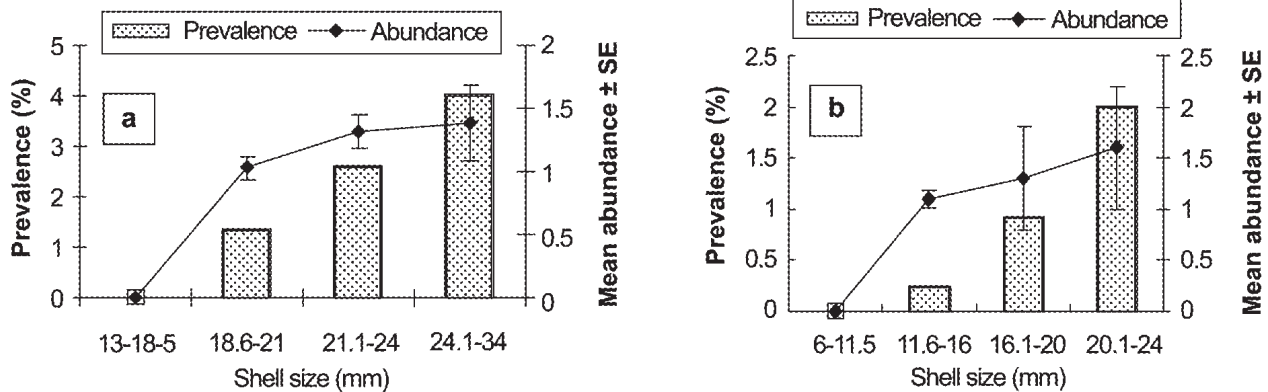 Prevalence Abundance
a
Prevalence (%)
5
4
3
2
1
0
2
1.5
1
0.5
0
Mean abundance ± SE
13-18-5 18.6-21 21.1-24 24.1-34
Shell size (mm)
Prevalence Abundance
b
Prevalence (%)
2.5
2
1.5
1
0.5
0
2.5
2
1.5
1
0.5
0
Mean abundance ± SE
6-11.5 11.6-16 16.1-20 20.1-24
Shell size (mm)